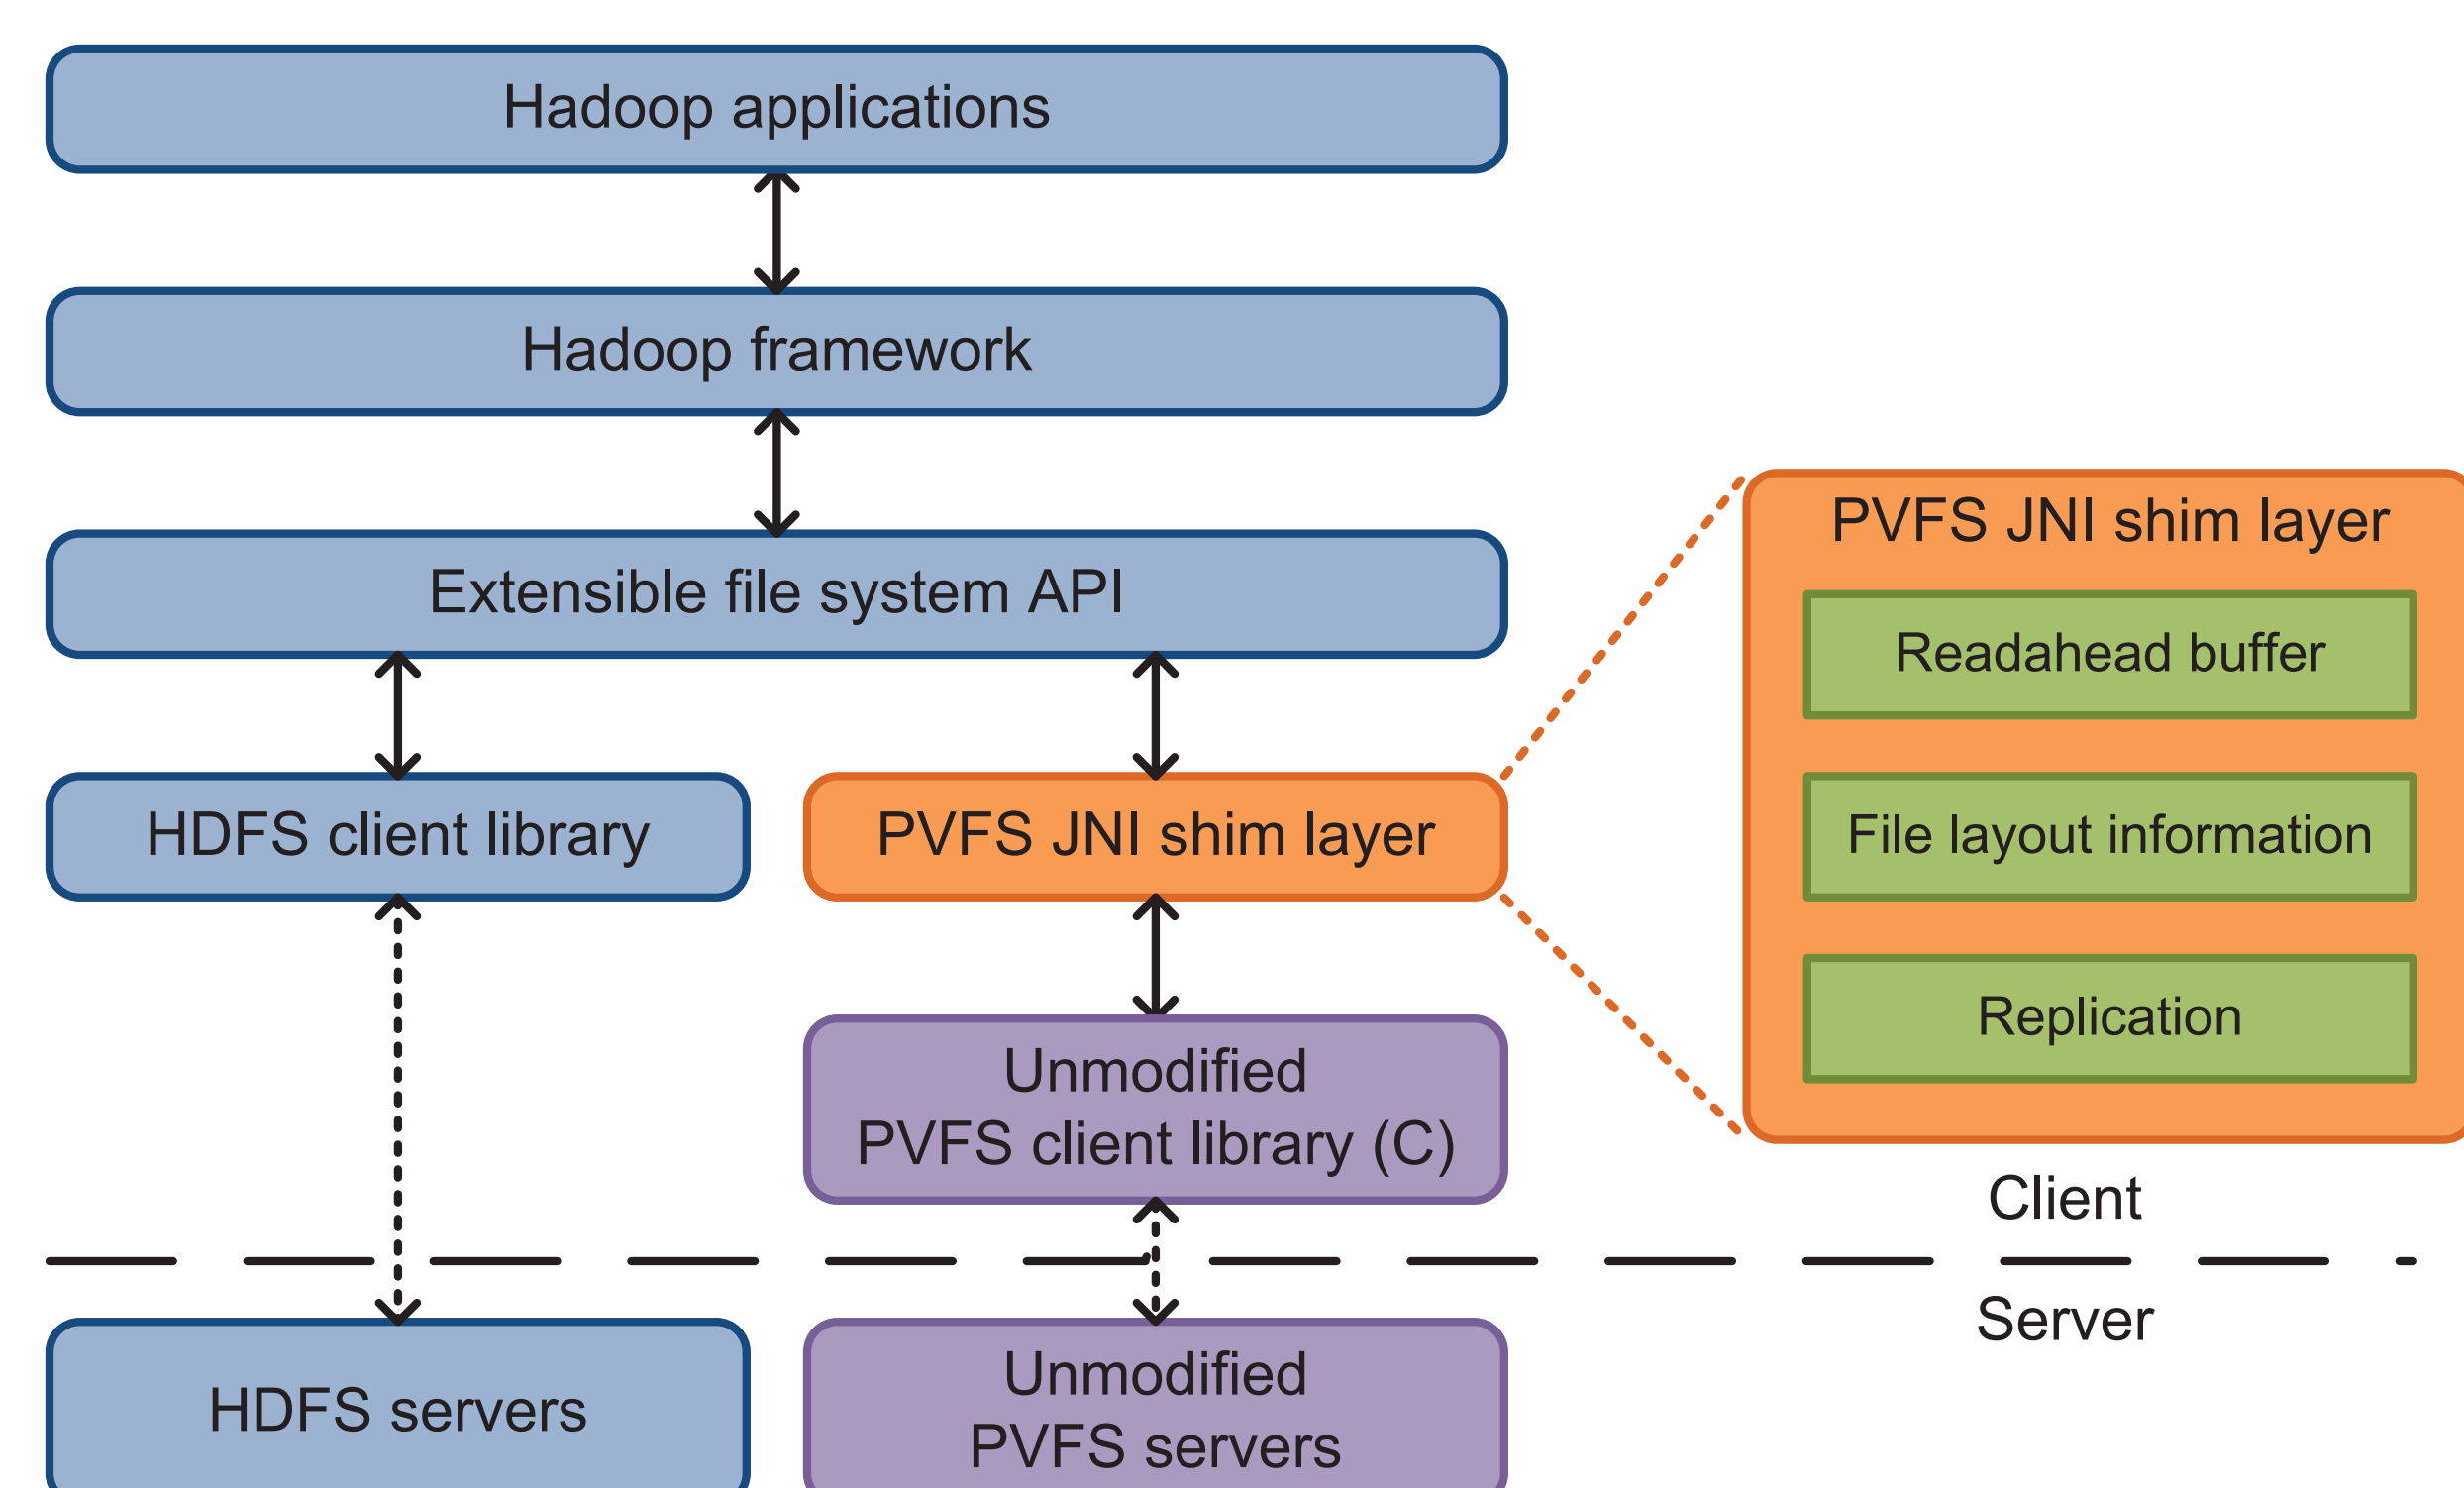 Hadoop applications
Hadoop framework
Extensible file system API
HDFS client library
PVFS JNI shim layer
Unmodified
PVFS client library (C)
HDFS servers
Unmodified
PVFS servers
PVFS JNI shim layer
Readahead buffer
File layout information
Replication
Client
Server